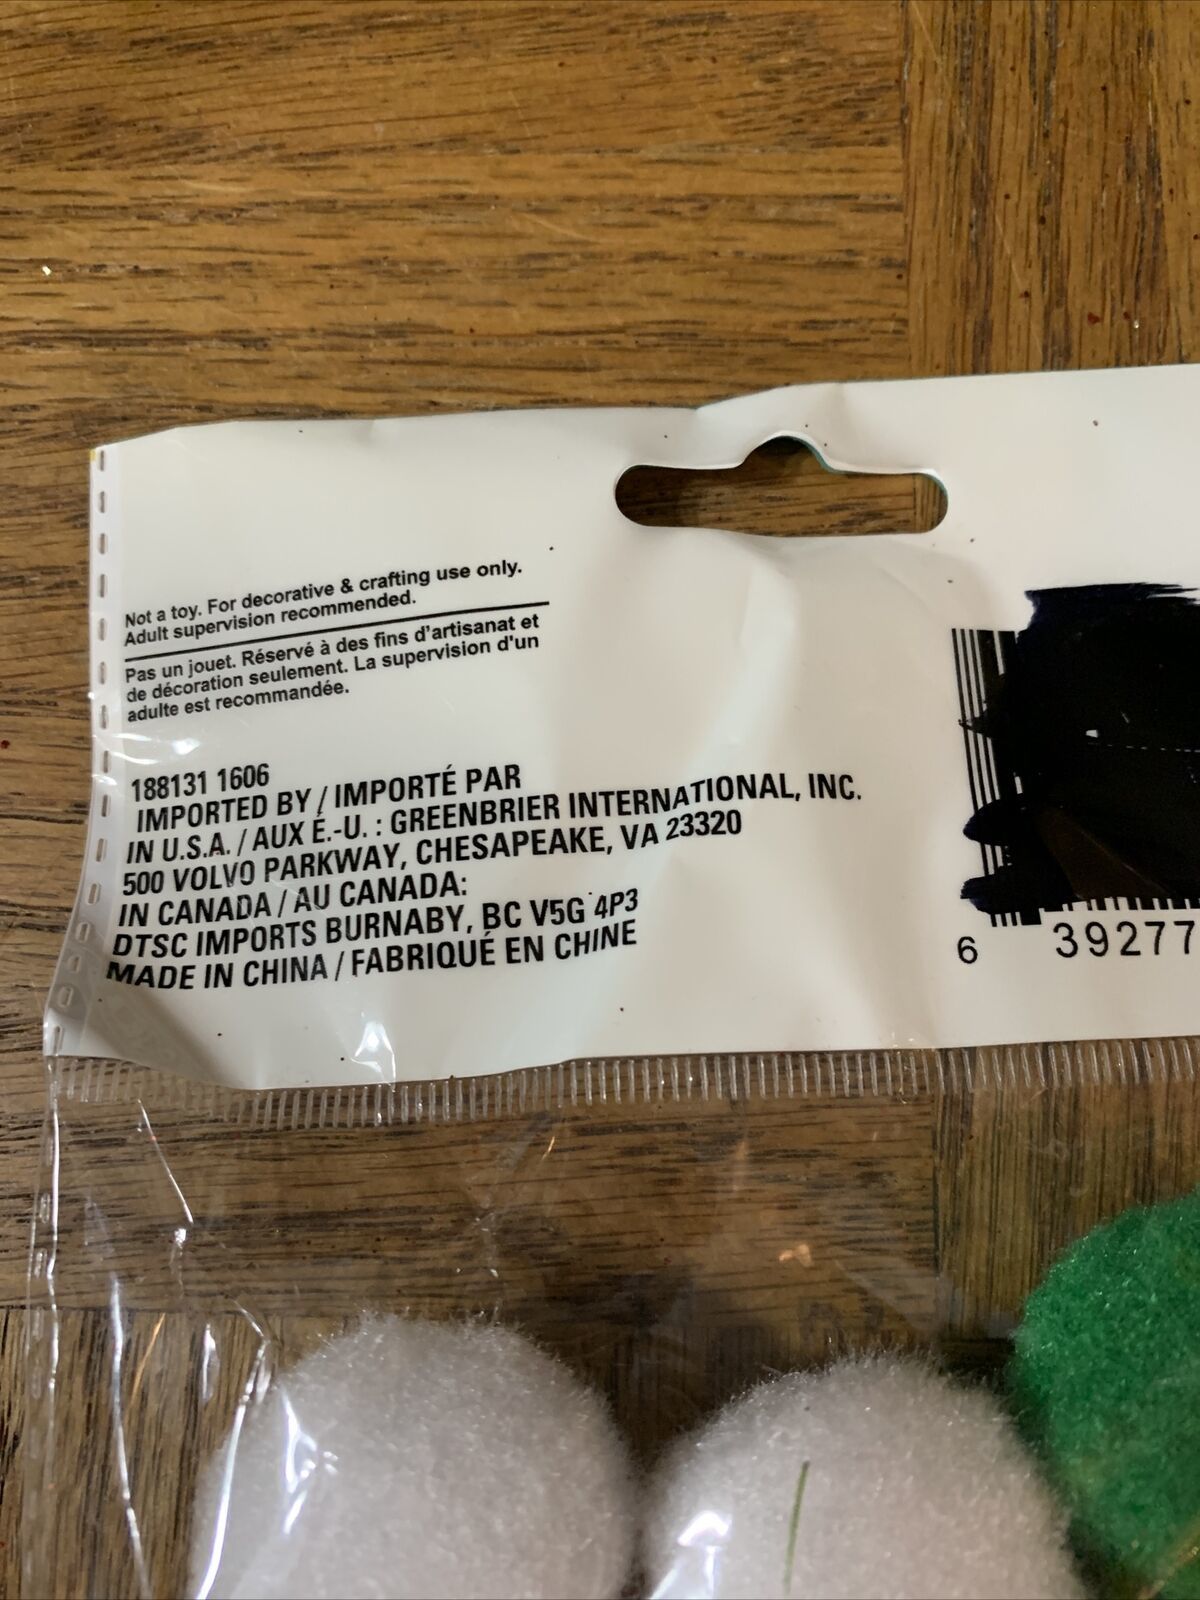 Not a toy. For decorative & crafting use only.
Adult supervision recommended.
Pas un jouet. Réservé à des fins d'artisanat et
de décoration seulement. La supervision d'un
adulte est recommandée.
188131 1606
IMPORTED BY / IMPORTÉ PAR
IN U.S.A. / AUX É.-U. : GREENBRIER INTERNATIONAL, INC.
500 VOLVO PARKWAY, CHESAPEAKE, VA 23320
IN CANADA / AU CANADA:
DTSC IMPORTS BURNABY, BC V5G 4P3
MADE IN CHINA / FABRIQUÉ EN CHINE
6 39277